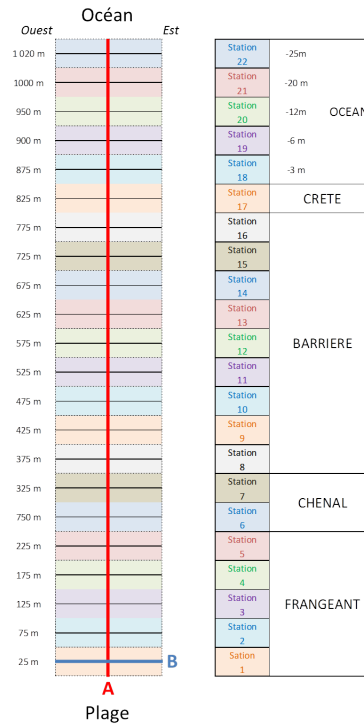 Océan
Ouest
Est
1 020 m
1000 m
950 m
900 m
875 m
825 m
775 m
725 m
675 m
625 m
575 m
525 m
475 m
425 m
375 m
325 m
750 m
225 m
175 m
125 m
75 m
25 m
B
A
Plage
Station
22
-25m
Station
21
-20 m
Station
20
-12m
OCEAN
Station
19
-6 m
Station
18
-3 m
Station
17
CRETE
Station
16
Station
15
Station
14
Station
13
Station
12
BARRIERE
Station
11
Station
10
Station
9
Station
8
Station
7
CHENAL
Station
6
Station
5
Station
4
Station
3
FRANGEANT
Station
2
Sation
1